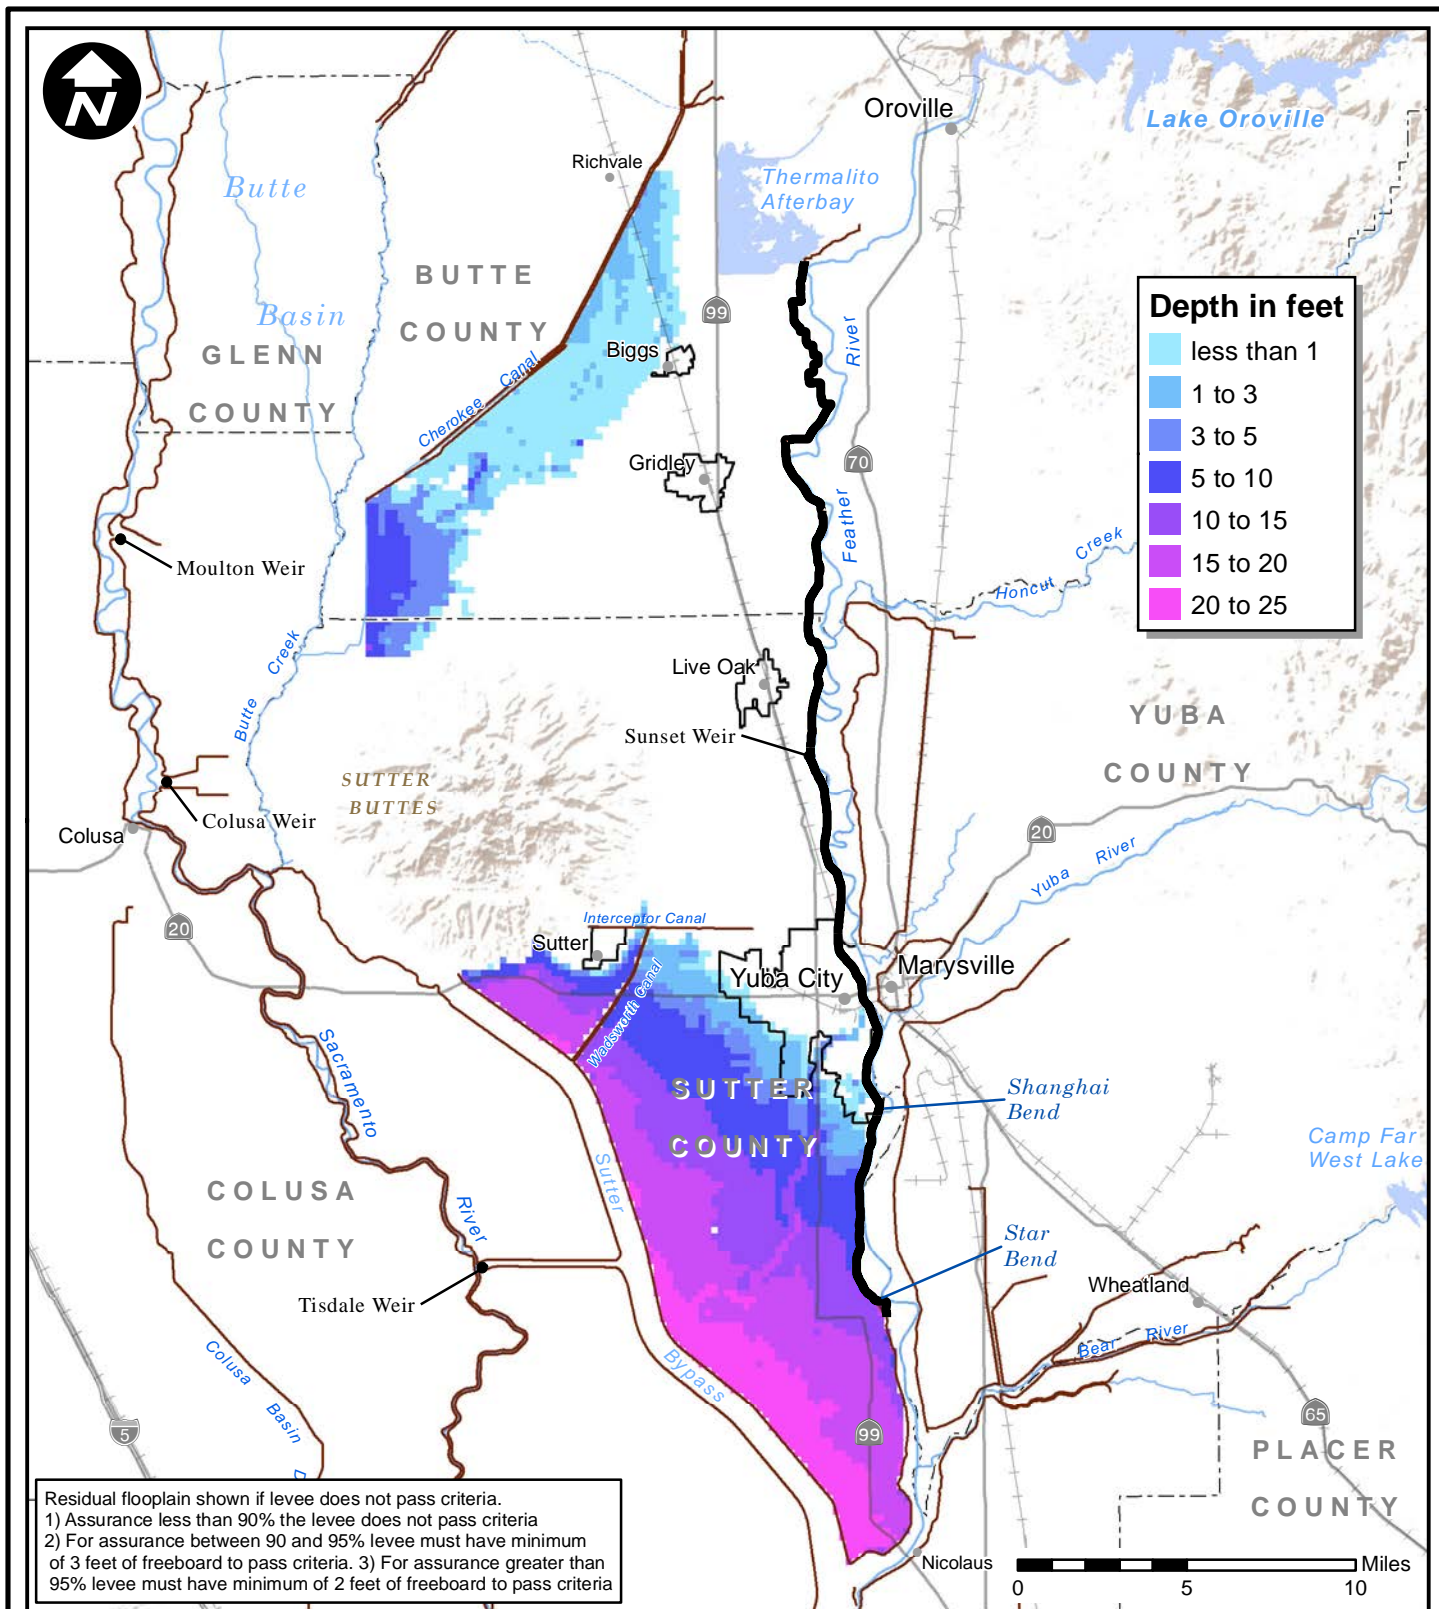 N
Oroville
Lake Oroville
Richvale
Thermalito
Afterbay
Butte
Basin
BUTTE
COUNTY
GLENN
COUNTY
99
Biggs
Cherokee Canal
River
Depth in feet
less than 1
1 to 3
3 to 5
5 to 10
10 to 15
15 to 20
20 to 25
Gridley
70
Feather
Moulton Weir
Honcut Creek
Butte Creek
Live Oak
Sunset Weir
YUBA
COUNTY
SUTTER
BUTTES
Colusa Weir
Colusa
20
Yuba River
20
Interceptor Canal
Sutter
Wadsworth Canal
Yuba City
Marysville
Sacramento
River
SUTTER
COUNTY
Shanghai
Bend
Camp Far
West Lake
Sutter
Bypass
COLUSA
COUNTY
Star
Bend
Wheatland
Tisdale Weir
Bear River
Colusa Basin D
5
99
65
PLACER
COUNTY
Residual flooplain shown if levee does not pass criteria.
1) Assurance less than 90% the levee does not pass criteria
2) For assurance between 90 and 95% levee must have minimum
of 3 feet of freeboard to pass criteria. 3) For assurance greater than
95% levee must have minimum of 2 feet of freeboard to pass criteria
Nicolaus
Miles
0 5 10